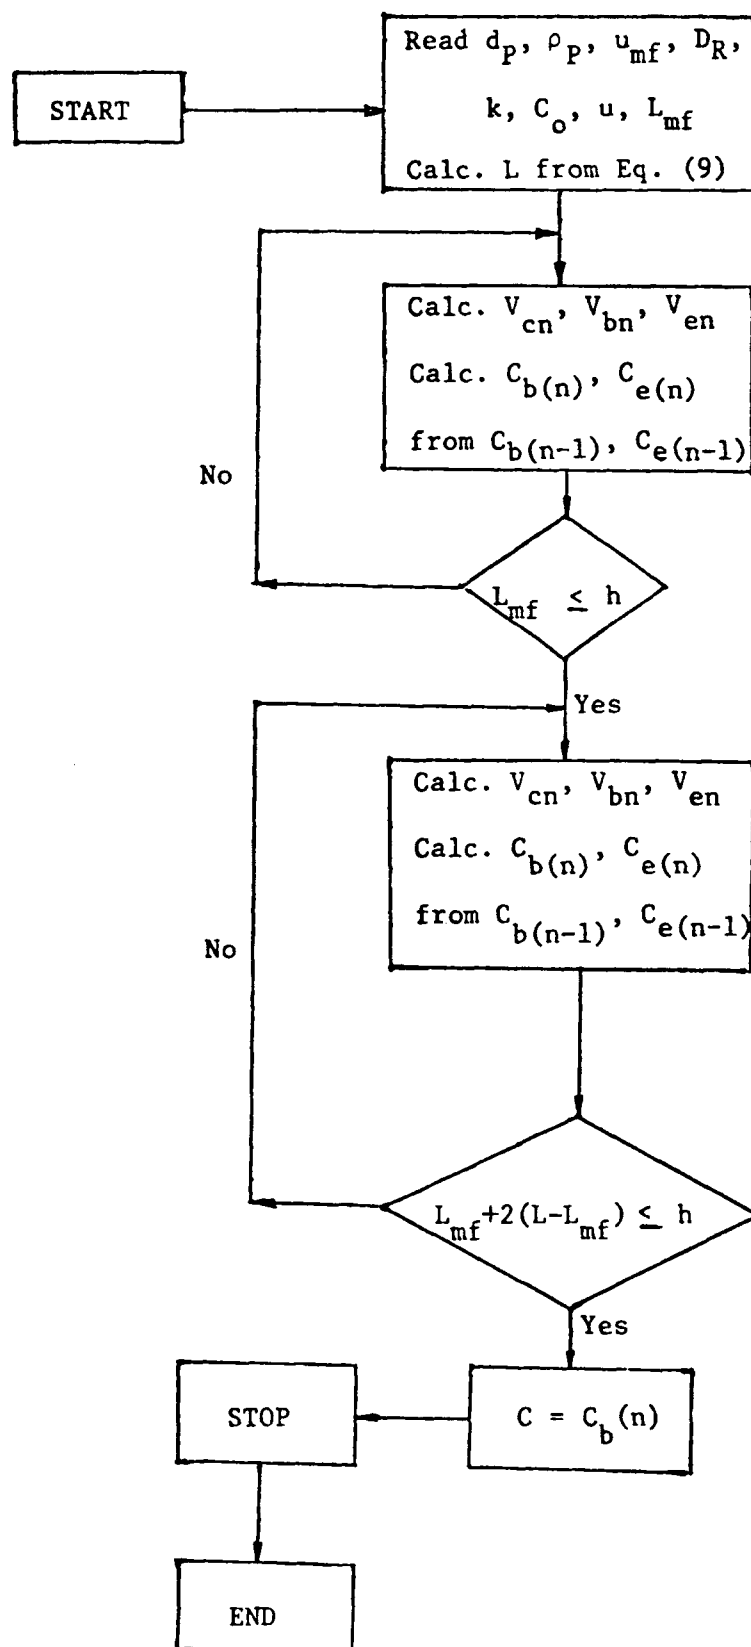 START
Read d_p, ρ_p, u_mf, D_R,
k, C_o, u, L_mf
Calc. L from Eq. (9)
Calc. V_cn, V_bn, V_en
Calc. C_b(n), C_e(n)
from C_b(n-1), C_e(n-1)
No
L_mf ≤ h
Yes
Calc. V_cn, V_bn, V_en
Calc. C_b(n), C_e(n)
from C_b(n-1), C_e(n-1)
No
L_mf+2(L-L_mf) ≤ h
Yes
C = C_b(n)
STOP
END